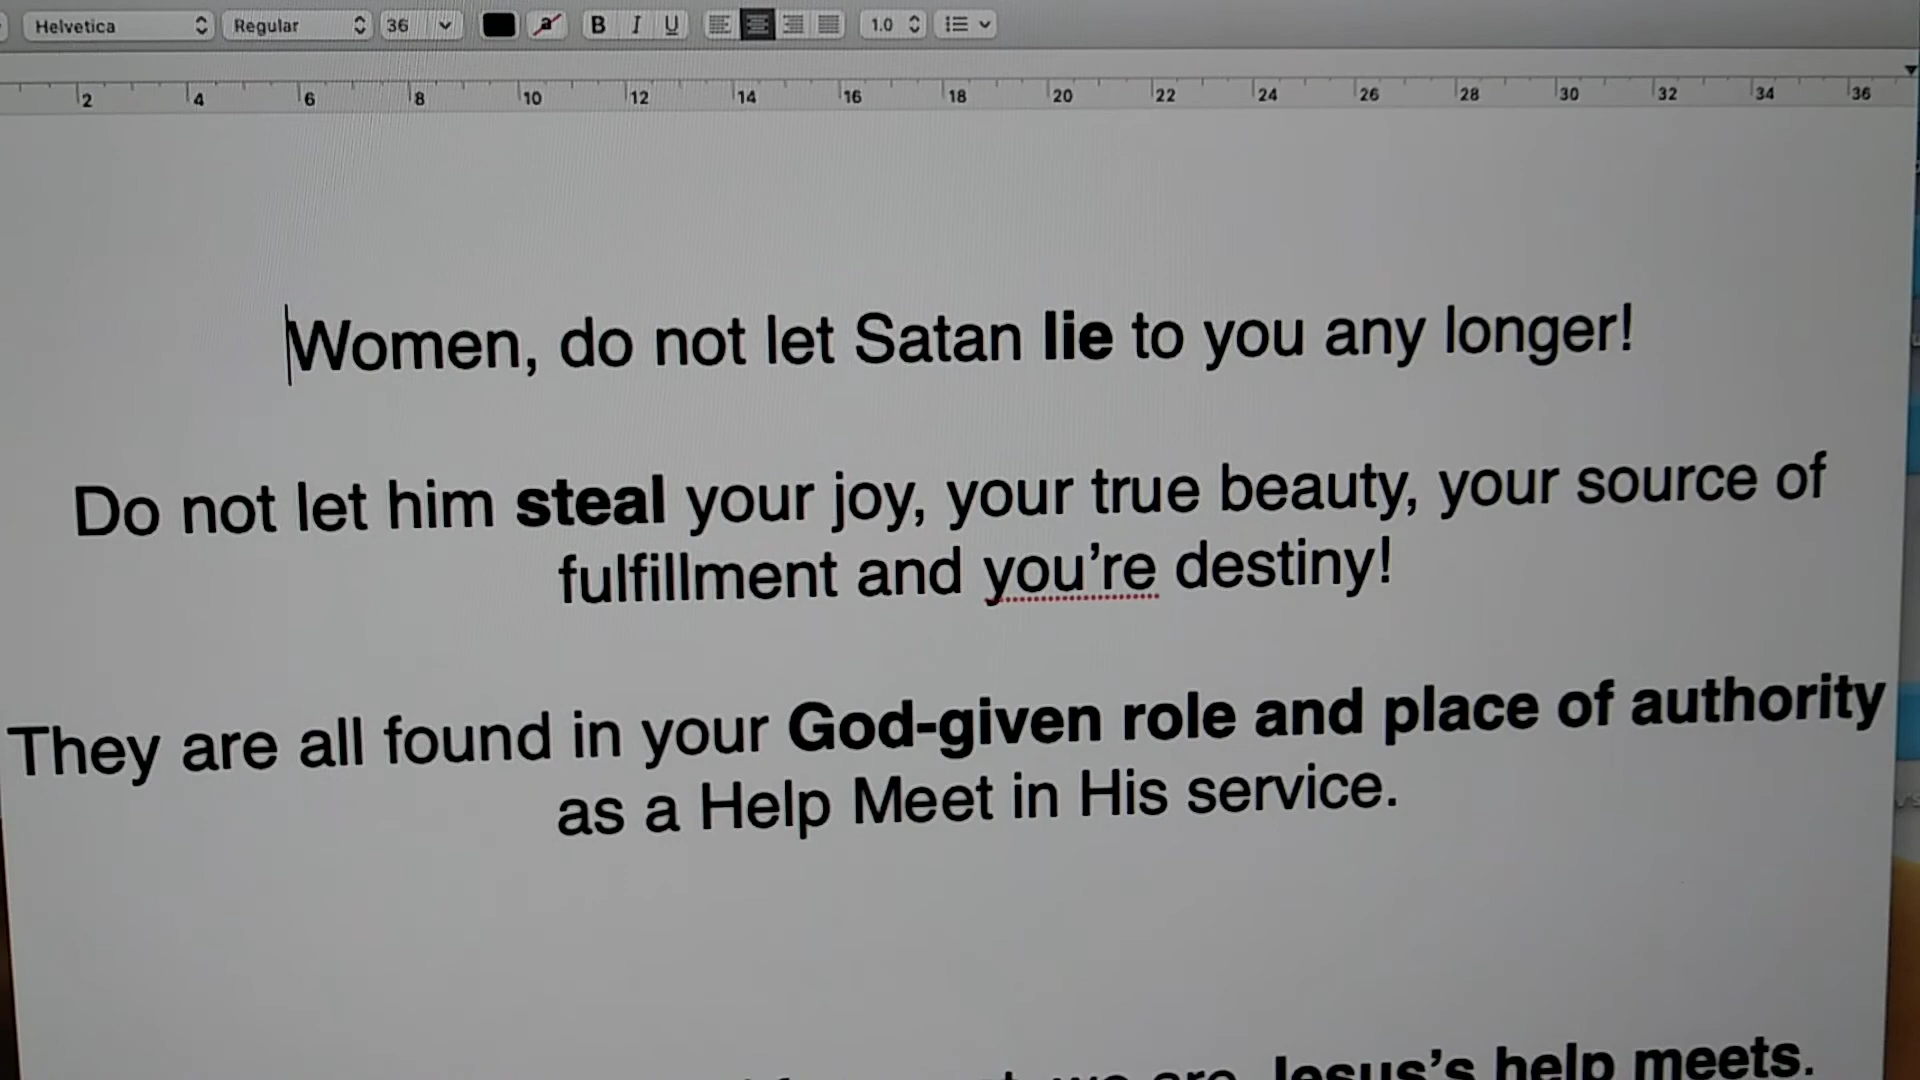 Helvetica Regular 36 a B I U 1.0
2 4 6 8 10 12 14 16 18 20 22 24 26 28 30 32 34 36
Women, do not let Satan lie to you any longer!
Do not let him steal your joy, your true beauty, your source of
fulfillment and you're destiny!
They are all found in your God-given role and place of authority
as a Help Meet in His service.
we are Jesus's help meets.